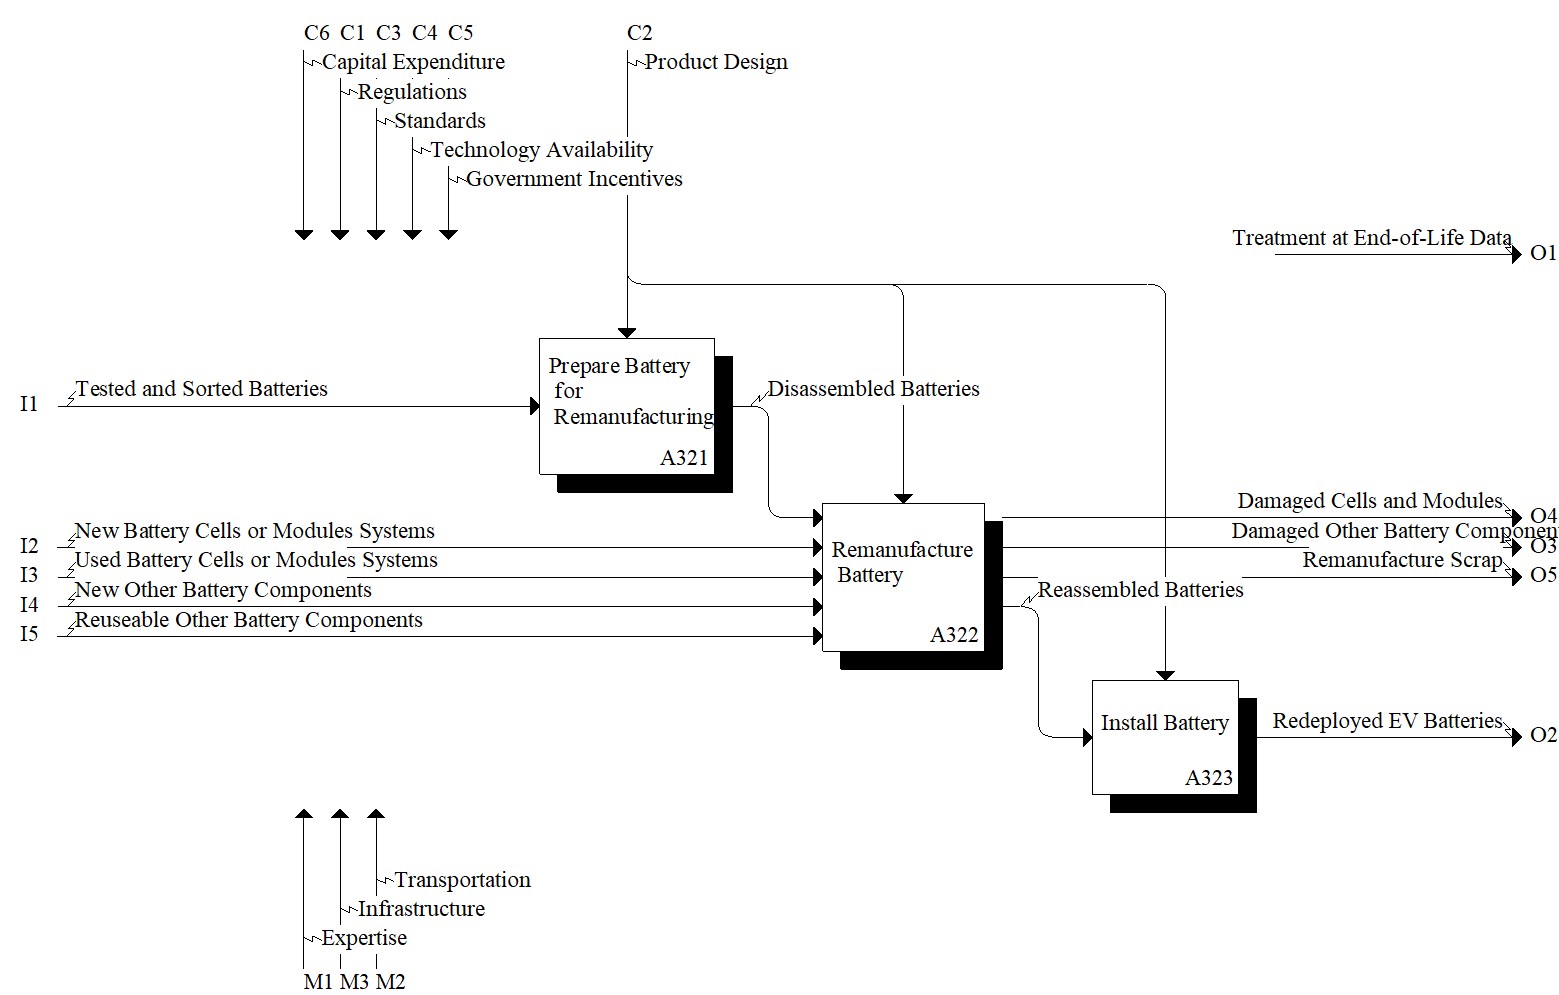 C6 C1 C3 C4 C5 C2
Capital Expenditure
Product Design
Regulations
Standards
Technology Availability
Government Incentives
Treatment at End-of-Life Data
O1
Prepare Battery
for
Remanufacturing
A321
I1
Tested and Sorted Batteries
Disassembled Batteries
I2
New Battery Cells or Modules Systems
I3
Used Battery Cells or Modules Systems
I4
New Other Battery Components
I5
Reuseable Other Battery Components
Remanufacture
Battery
A322
Damaged Cells and Modules
O4
Damaged Other Battery Componen
O3
Remanufacture Scrap
O5
Reassembled Batteries
Install Battery
A323
Redeployed EV Batteries
O2
Transportation
Infrastructure
Expertise
M1 M3 M2